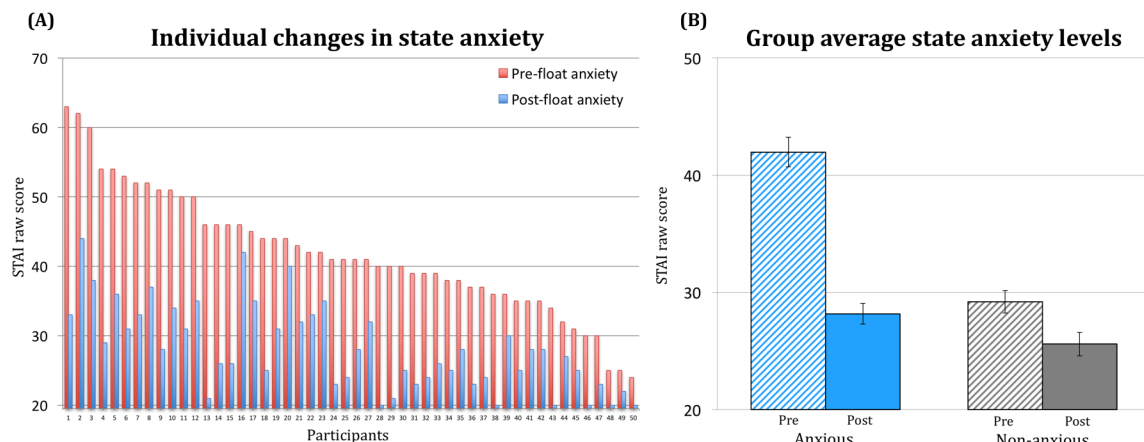 (A)
Individual changes in state anxiety
70
60
50
40
30
20
STAI raw score
Pre-float anxiety
Post-float anxiety
1 2 3 4 5 6 7 8 9 10 11 12 13 14 15 16 17 18 19 20 21 22 23 24 25 26 27 28 29 30 31 32 33 34 35 36 37 38 39 40 41 42 43 44 45 46 47 48 49 50
Participants
(B)
Group average state anxiety levels
50
40
30
20
STAI raw score
Pre Post Pre Post
Anxious Non-anxious